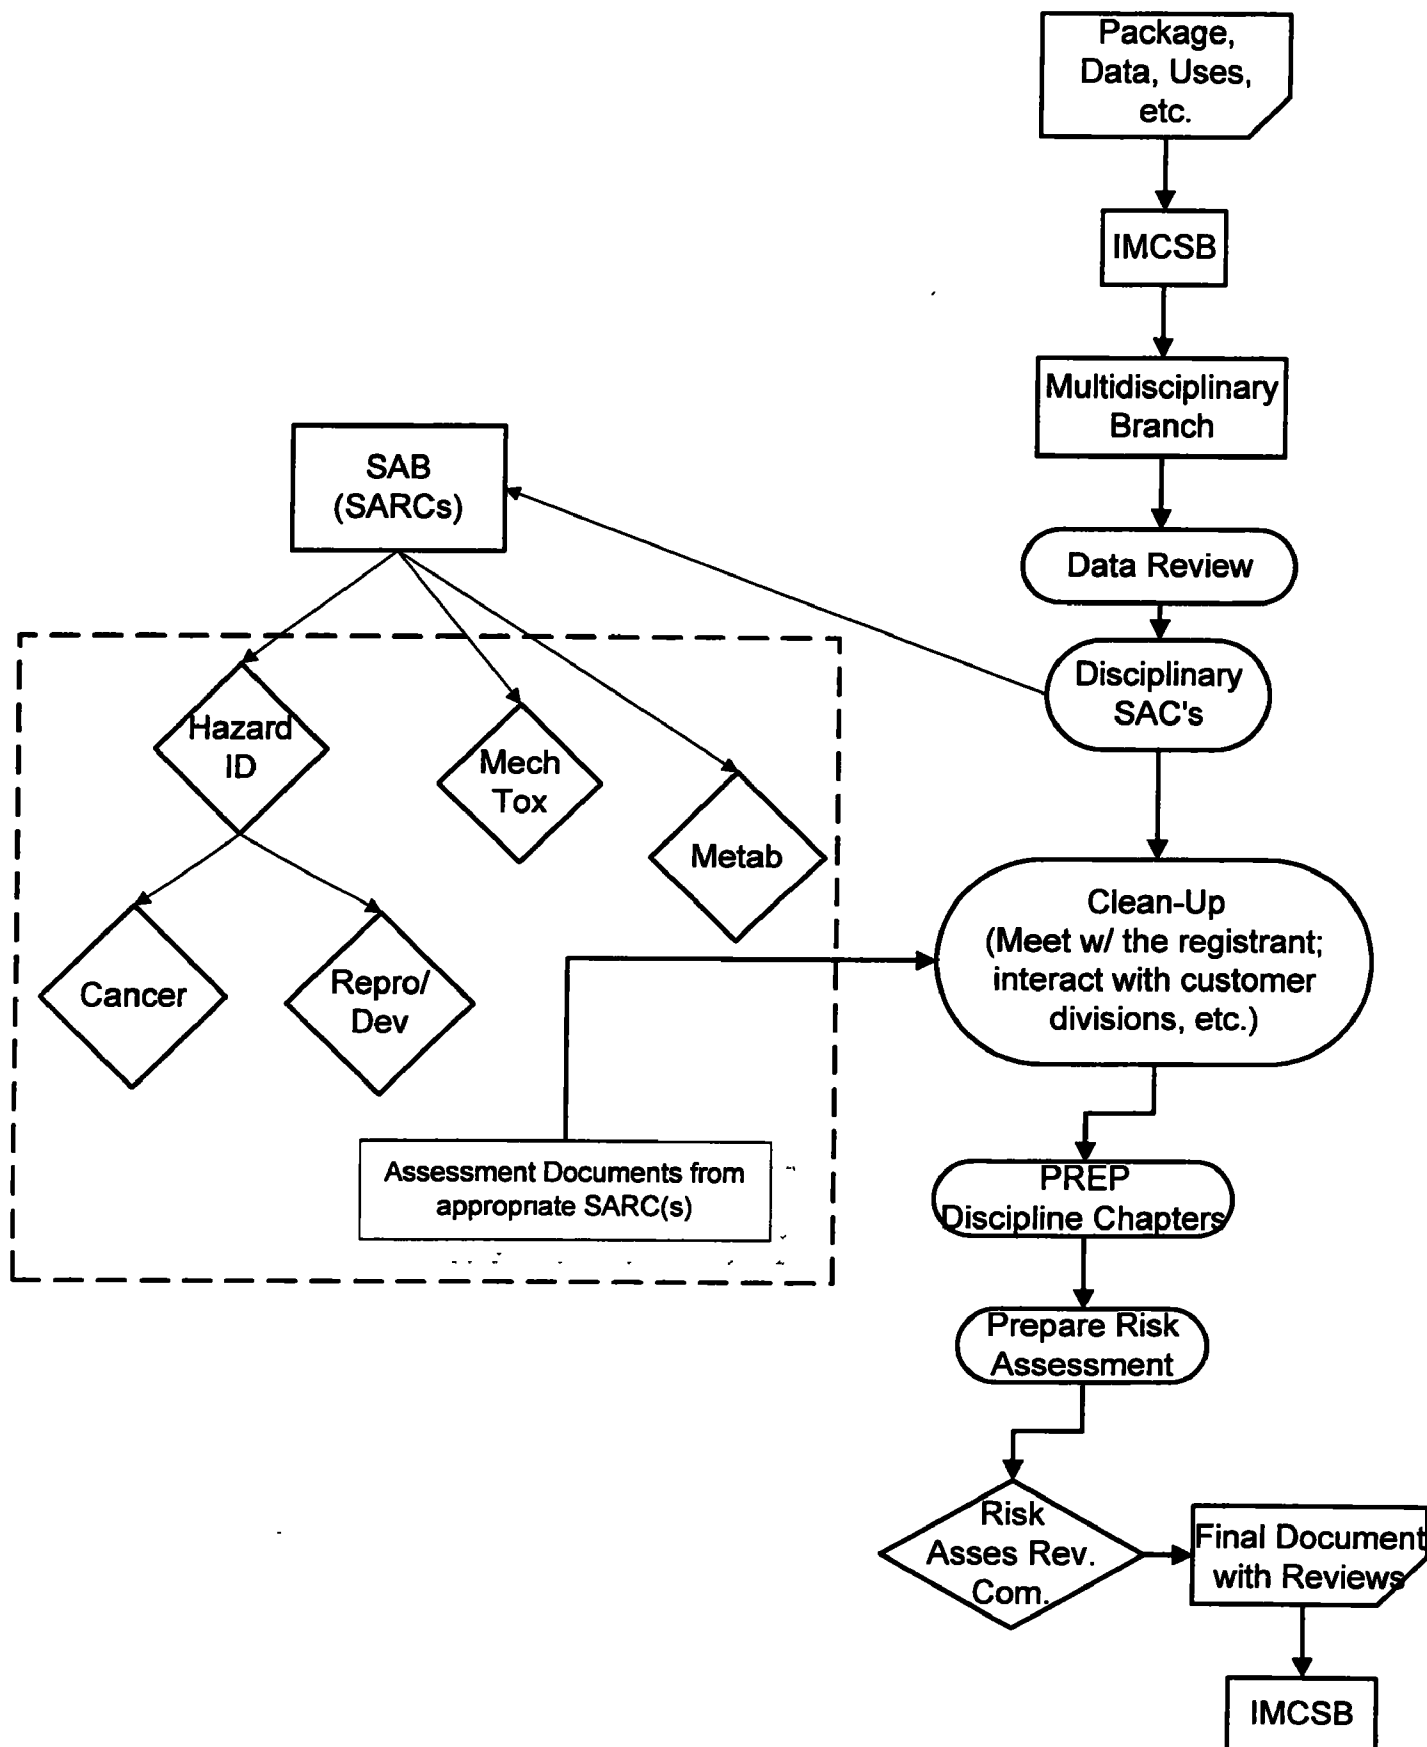 Package,
Data, Uses,
etc.
IMCSB
Multidisciplinary
Branch
SAB
(SARCs)
Data Review
Disciplinary
SAC's
Hazard
ID
Mech
Tox
Metab
Clean-Up
(Meet w/ the registrant;
interact with customer
divisions, etc.)
Cancer
Repro/
Dev
Assessment Documents from
appropriate SARC(s)
PREP
Discipline Chapters
Prepare Risk
Assessment
Risk
Asses Rev.
Com.
Final Document
with Reviews
IMCSB